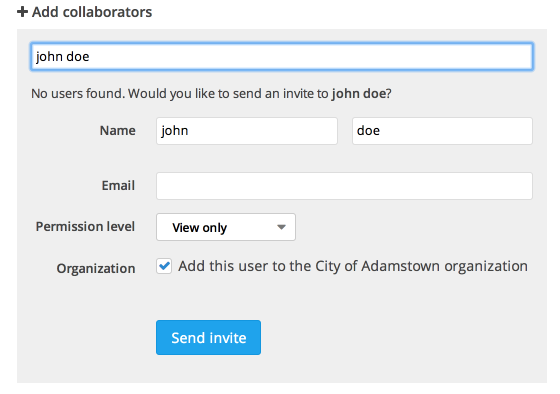 + Add collaborators
john doe
No users found. Would you like to send an invite to john doe?
Name john doe
Email
Permission level View only
Organization Add this user to the City of Adamstown organization
Send invite